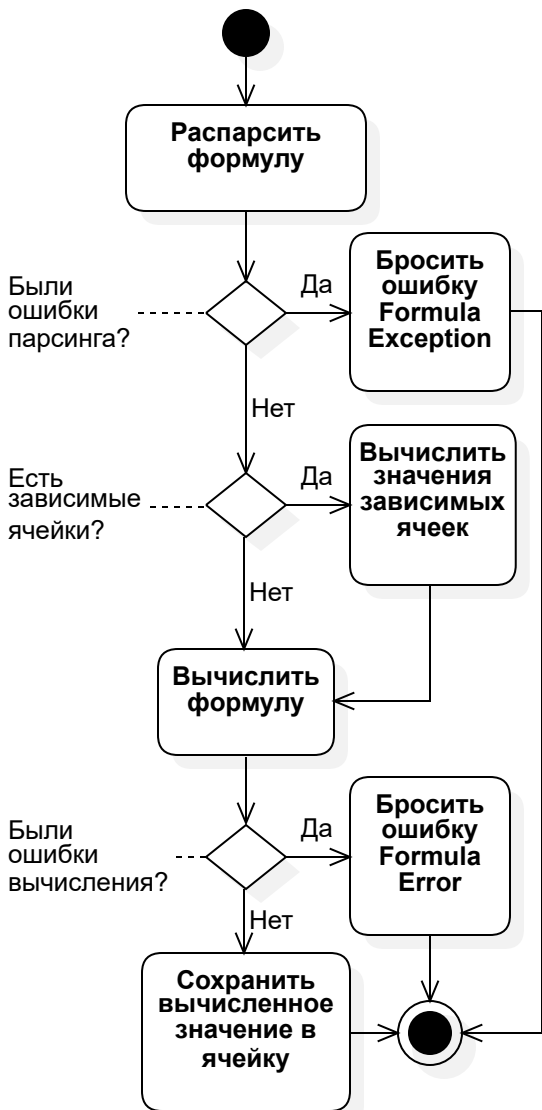 Распарсить
формулу
Были
ошибки
парсинга?
Да
Бросить
ошибку
Formula
Exception
Нет
Есть
зависимые
ячейки?
Да
Вычислить
значения
зависимых
ячеек
Нет
Вычислить
формулу
Были
ошибки
вычисления?
Да
Бросить
ошибку
Formula
Error
Нет
Сохранить
вычисленное
значение в
ячейку